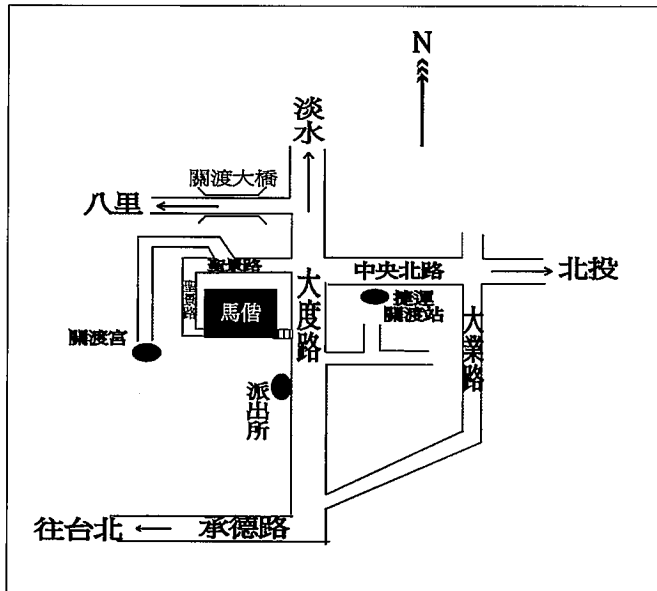 N
淡水
關渡大橋
八里
中央北路
北投
馬偕
大度路
捷運
關渡站
大業路
關渡宮
派出所
往台北
承德路